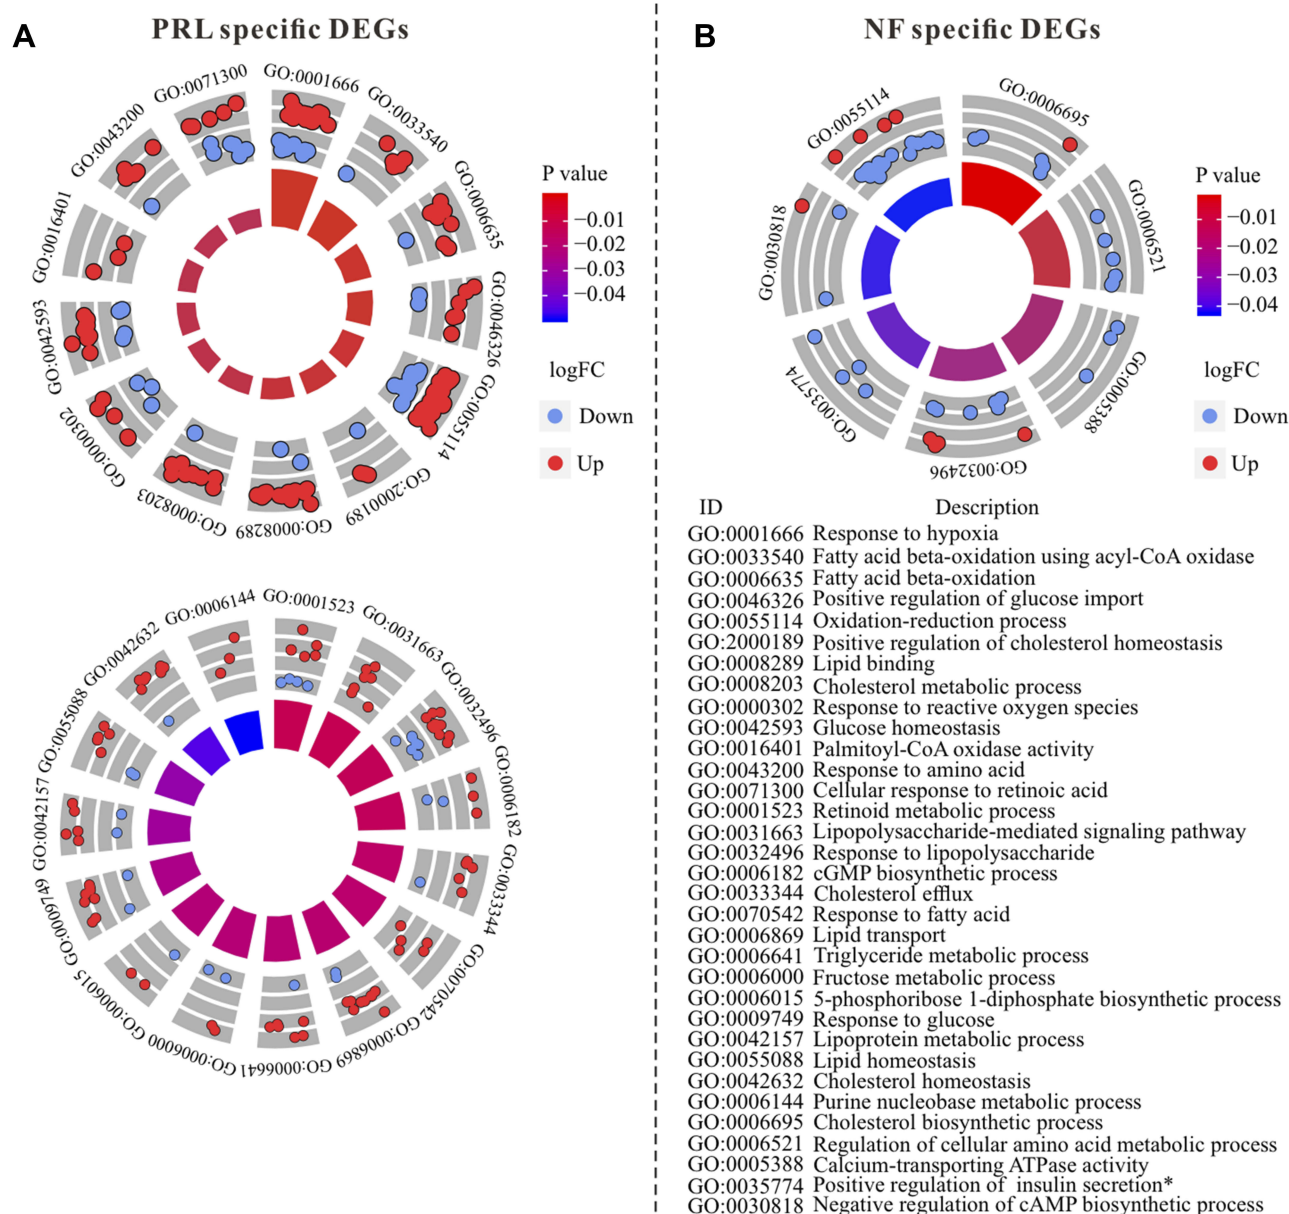 A
PRL specific DEGs
GO:0001666
GO:0033540
GO:0006635
GO:0046326
GO:0055114
GO:2000189
GO:0008289
GO:0008203
GO:0000302
GO:0042593
GO:0016401
GO:0043200
GO:0071300
P value
−0.01
−0.02
−0.03
−0.04
logFC
Down
Up
GO:0001523
GO:0031663
GO:0032496
GO:0006182
GO:0033344
GO:0070542
GO:0006869
GO:0006641
GO:0006000
GO:0006015
GO:0009749
GO:0042157
GO:0055088
GO:0042632
GO:0006144
B
NF specific DEGs
GO:0006695
GO:0006521
GO:0005388
GO:0032496
GO:0035774
GO:0030818
GO:0055114
P value
−0.01
−0.02
−0.03
−0.04
logFC
Down
Up
ID Description
GO:0001666 Response to hypoxia
GO:0033540 Fatty acid beta-oxidation using acyl-CoA oxidase
GO:0006635 Fatty acid beta-oxidation
GO:0046326 Positive regulation of glucose import
GO:0055114 Oxidation-reduction process
GO:2000189 Positive regulation of cholesterol homeostasis
GO:0008289 Lipid binding
GO:0008203 Cholesterol metabolic process
GO:0000302 Response to reactive oxygen species
GO:0042593 Glucose homeostasis
GO:0016401 Palmitoyl-CoA oxidase activity
GO:0043200 Response to amino acid
GO:0071300 Cellular response to retinoic acid
GO:0001523 Retinoid metabolic process
GO:0031663 Lipopolysaccharide-mediated signaling pathway
GO:0032496 Response to lipopolysaccharide
GO:0006182 cGMP biosynthetic process
GO:0033344 Cholesterol efflux
GO:0070542 Response to fatty acid
GO:0006869 Lipid transport
GO:0006641 Triglyceride metabolic process
GO:0006000 Fructose metabolic process
GO:0006015 5-phosphoribose 1-diphosphate biosynthetic process
GO:0009749 Response to glucose
GO:0042157 Lipoprotein metabolic process
GO:0055088 Lipid homeostasis
GO:0042632 Cholesterol homeostasis
GO:0006144 Purine nucleobase metabolic process
GO:0006695 Cholesterol biosynthetic process
GO:0006521 Regulation of cellular amino acid metabolic process
GO:0005388 Calcium-transporting ATPase activity
GO:0035774 Positive regulation of insulin secretion*
GO:0030818 Negative regulation of cAMP biosynthetic process